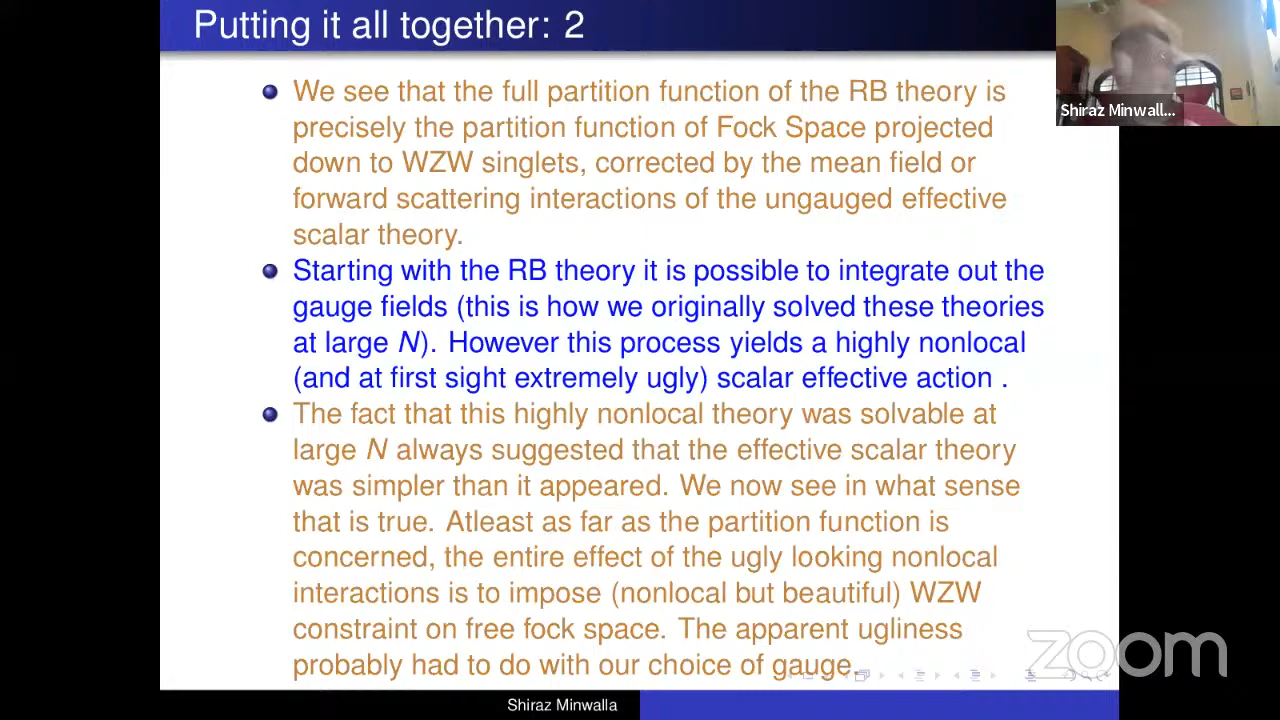 Putting it all together: 2
Shiraz Minwall...
We see that the full partition function of the RB theory is
precisely the partition function of Fock Space projected
down to WZW singlets, corrected by the mean field or
forward scattering interactions of the ungauged effective
scalar theory.
Starting with the RB theory it is possible to integrate out the
gauge fields (this is how we originally solved these theories
at large N). However this process yields a highly nonlocal
(and at first sight extremely ugly) scalar effective action .
The fact that this highly nonlocal theory was solvable at
large N always suggested that the effective scalar theory
was simpler than it appeared. We now see in what sense
that is true. Atleast as far as the partition function is
concerned, the entire effect of the ugly looking nonlocal
interactions is to impose (nonlocal but beautiful) WZW
constraint on free fock space. The apparent ugliness
probably had to do with our choice of gauge.
zoom
Shiraz Minwalla